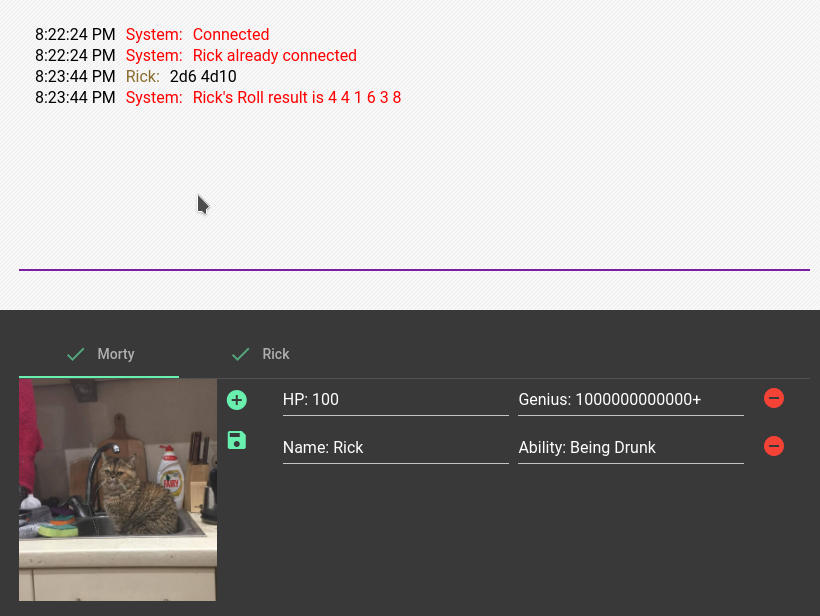 8:22:24 PM System: Connected
8:22:24 PM System: Rick already connected
8:23:44 PM Rick: 2d6 4d10
8:23:44 PM System: Rick's Roll result is 4 4 1 6 3 8
Morty Rick
HP: 100 Genius: 1000000000000+
Name: Rick Ability: Being Drunk
FAIRY